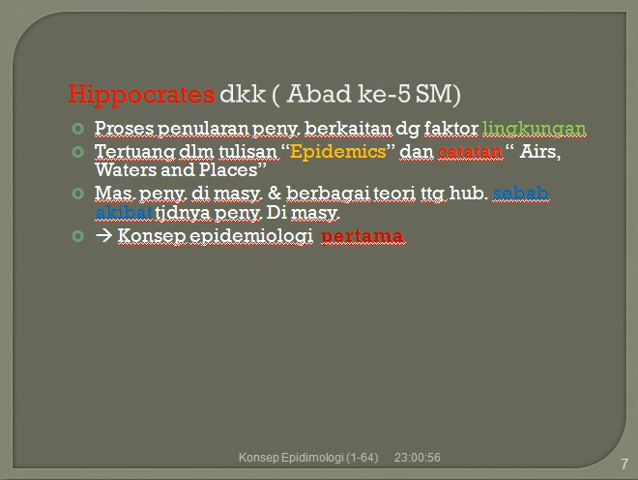 Hippocrates dkk ( Abad ke-5 SM)
Proses penularan peny. berkaitan dg faktor lingkungan
Tertuang dlm tulisan “Epidemics” dan catatan “ Airs,
Waters and Places”
Mas. peny. di masy. & berbagai teori ttg hub. sebab
akibat tjdnya peny. Di masy.
→ Konsep epidemiologi pertama
Konsep Epidimologi (1-64) 23:00:56
7